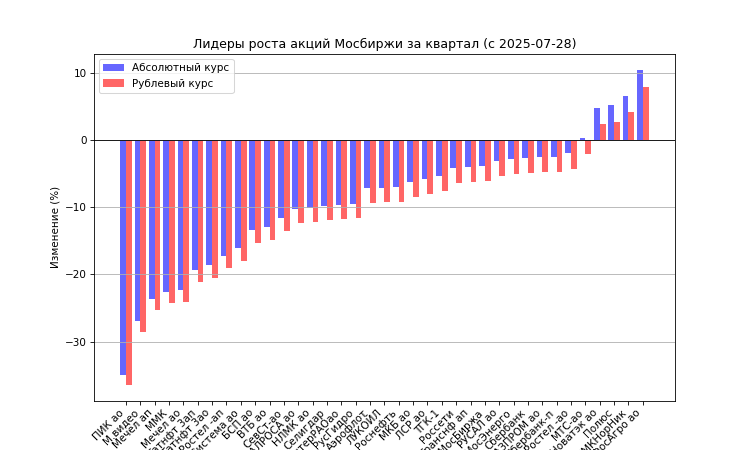 Лидеры роста акций Мосбиржи за квартал (с 2025-07-28)
Абсолютный курс
Рублевый курс
Изменение (%)
10
0
−10
−20
−30
ПИК ао
М.видео
Мечел ап
ММК
Мечел ао
Татнфт 3ап
Татнфт 3ао
Ростел -ап
Система ао
БСП ао
ВТБ ао
СевСт-ао
АЛРОСА ао
НЛМК ао
Селигдар
ИнтерРАОао
РусГидро
Аэрофлот
ЛУКОЙЛ
Роснефть
МКБ ао
ЛСР ао
ТГК-1
Россети
Транснф ап
МосБиржа
РУСАЛ ао
МосЭнерго
Сбербанк
ГАЗПРОМ ао
Сбербанк-п
Ростел -ао
МТС-ао
Новатэк ао
Полюс
ГМКНорНик
РусАгро ао